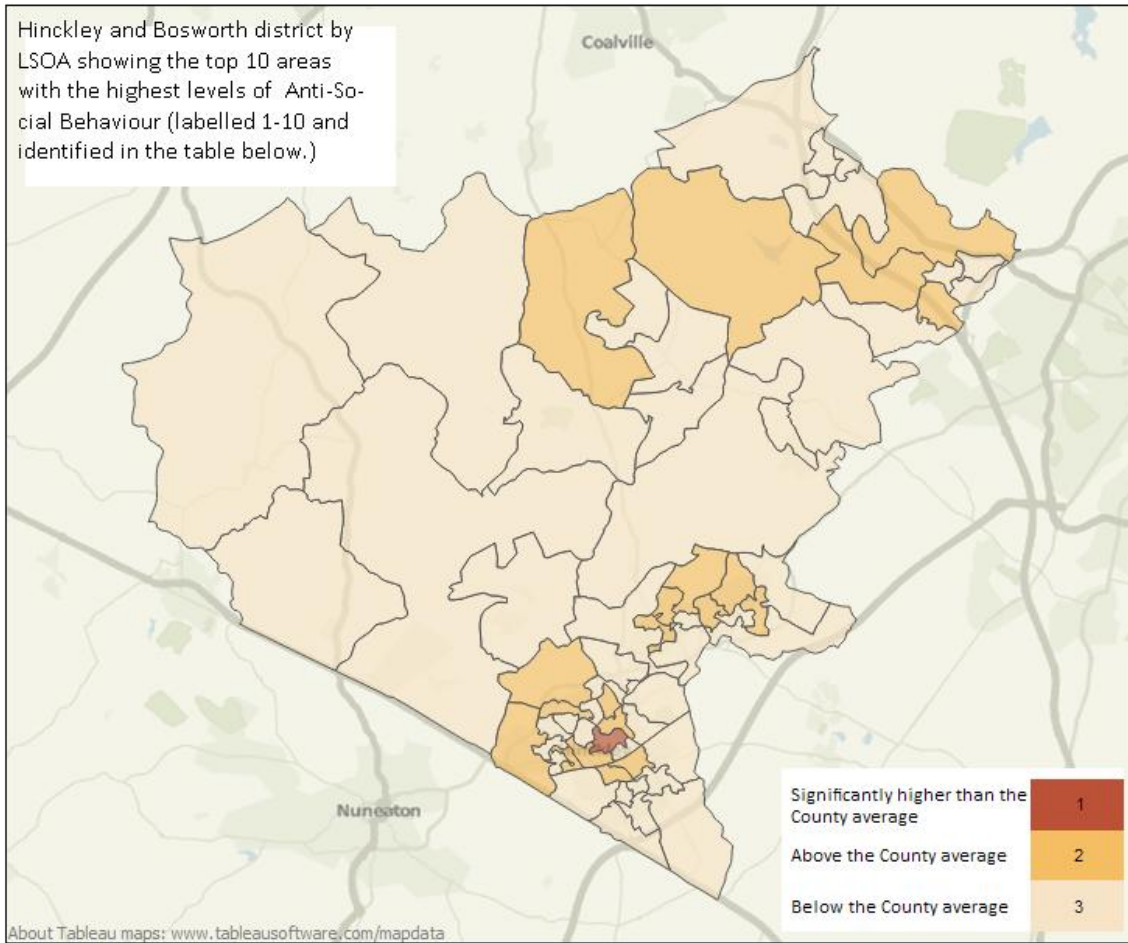 Hinckley and Bosworth district by
LSOA showing the top 10 areas
with the highest levels of Anti-So-
cial Behaviour (labelled 1-10 and
identified in the table below.)
Coalville
Nuneaton
Significantly higher than the
County average
1
Above the County average
2
Below the County average
3
About Tableau maps: www.tableausoftware.com/mapdata